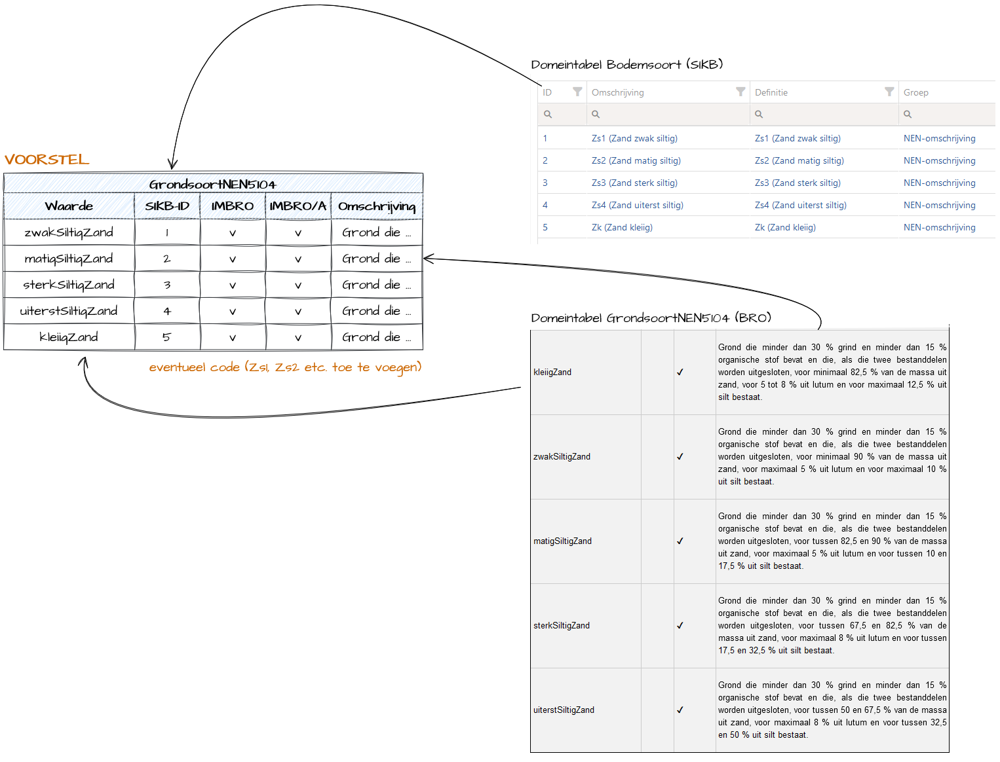 Domeintabel Bodemsoort (SIKB)
ID Omschrijving Definitie Groep
1 Zs1 (Zand zwak siltig) Zs1 (Zand zwak siltig) NEN-omschrijving
2 Zs2 (Zand matig siltig) Zs2 (Zand matig siltig) NEN-omschrijving
3 Zs3 (Zand sterk siltig) Zs3 (Zand sterk siltig) NEN-omschrijving
4 Zs4 (Zand uiterst siltig) Zs4 (Zand uiterst siltig) NEN-omschrijving
5 Zk (Zand kleiig) Zk (Zand kleiig) NEN-omschrijving
VOORSTEL
GrondsoortNEN5104
Waarde SIKB-ID IMBRO IMBRO/A Omschrijving
zwakSiltigZand 1 v v Grond die ...
matigSiltigZand 2 v v Grond die ...
sterkSiltigZand 3 v v Grond die ...
uiterstSiltigZand 4 v v Grond die ...
kleiigZand 5 v v Grond die ...
eventueel code (Zs1, Zs2 etc. toe te voegen)
Domeintabel GrondsoortNEN5104 (BRO)
kleiigZand ✓
Grond die minder dan 30 % grind en minder dan 15 %
organische stof bevat en die, als die twee bestanddelen
worden uitgesloten, voor minimaal 82,5 % van de massa uit
zand, voor 5 tot 8 % uit lutum en voor maximaal 12,5 % uit
silt bestaat.
zwakSiltigZand ✓
Grond die minder dan 30 % grind en minder dan 15 %
organische stof bevat en die, als die twee bestanddelen
worden uitgesloten, voor minimaal 90 % van de massa uit
zand, voor maximaal 5 % uit lutum en voor maximaal 10 %
uit silt bestaat.
matigSiltigZand ✓
Grond die minder dan 30 % grind en minder dan 15 %
organische stof bevat en die, als die twee bestanddelen
worden uitgesloten, voor tussen 82,5 en 90 % van de massa
uit zand, voor maximaal 5 % uit lutum en voor tussen 10 en
17,5 % uit silt bestaat.
sterkSiltigZand ✓
Grond die minder dan 30 % grind en minder dan 15 %
organische stof bevat en die, als die twee bestanddelen
worden uitgesloten, voor tussen 67,5 en 82,5 % van de
massa uit zand, voor maximaal 8 % uit lutum en voor tussen
17,5 en 32,5 % uit silt bestaat.
uiterstSiltigZand ✓
Grond die minder dan 30 % grind en minder dan 15 %
organische stof bevat en die, als die twee bestanddelen
worden uitgesloten, voor tussen 50 en 67,5 % van de massa
uit zand, voor maximaal 8 % uit lutum en voor tussen 32,5
en 50 % uit silt bestaat.